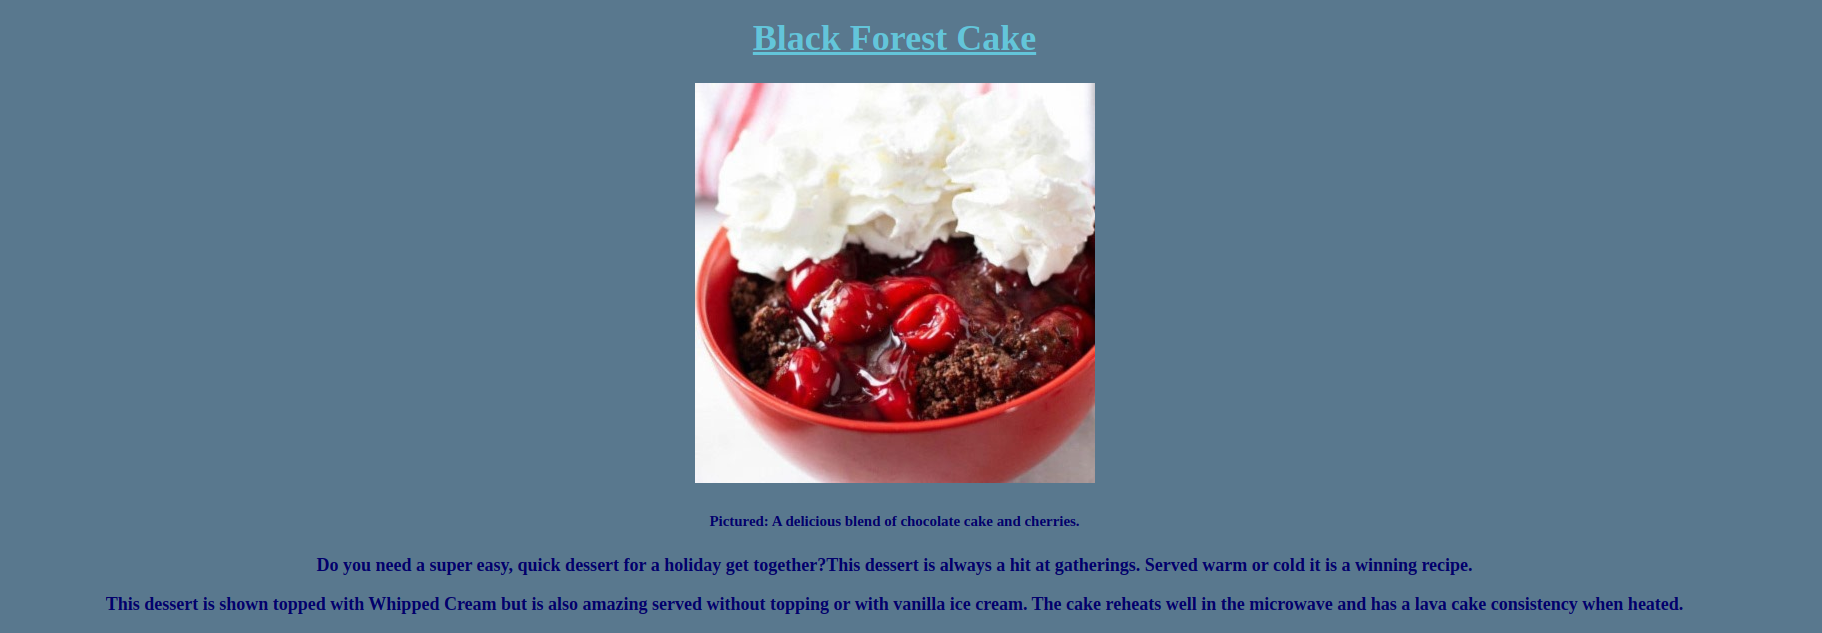 Black Forest Cake
Pictured: A delicious blend of chocolate cake and cherries.
Do you need a super easy, quick dessert for a holiday get together?This dessert is always a hit at gatherings. Served warm or cold it is a winning recipe.
This dessert is shown topped with Whipped Cream but is also amazing served without topping or with vanilla ice cream. The cake reheats well in the microwave and has a lava cake consistency when heated.